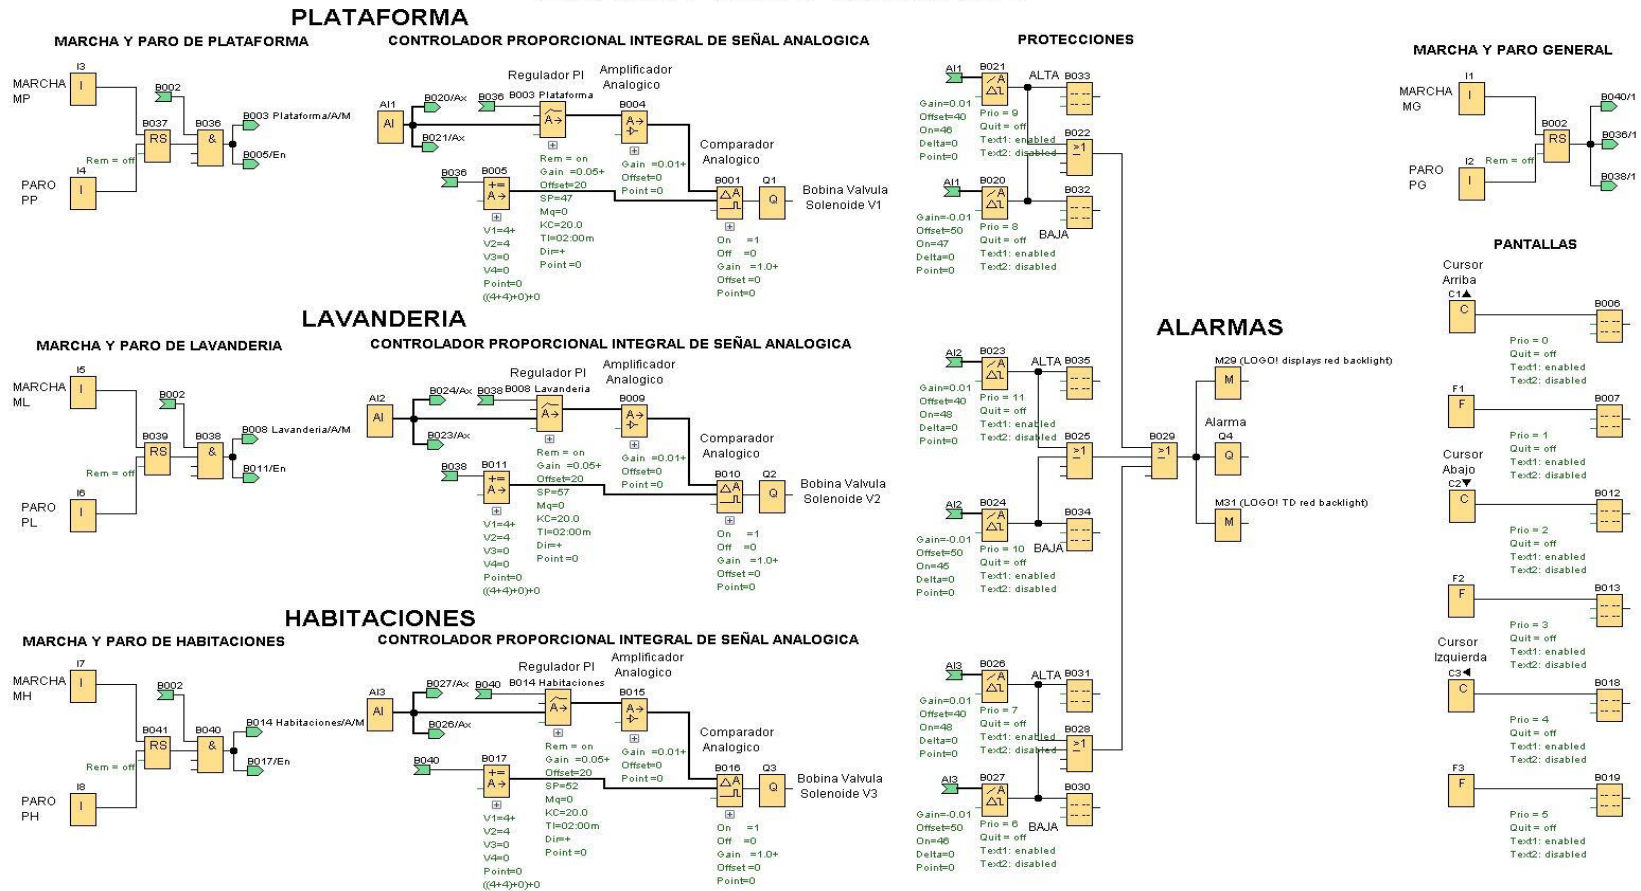 PLATAFORMA
MARCHA Y PARO DE PLATAFORMA
I3
MARCHA
MP
I
B002
B037
RS
B036
&
B003 Plataforma/A/M
B005/En
Rem = off
I4
PARO
PP
I
CONTROLADOR PROPORCIONAL INTEGRAL DE SEÑAL ANALOGICA
Regulador PI
Amplificador
Analogico
AI1
AI
B020/Ax
B021/Ax
B036
B003 Plataforma
A→
B004
A→
Rem = on
Gain =0.05+
Offset=20
SP=47
Mq=0
KC=20.0
TI=02:00m
Dir=+
Point =0
Gain =0.01+
Offset=0
Point =0
B036
B005
+=
A→
V1=4+
V2=4
V3=0
V4=0
Point=0
((4+4)+0)+0
Comparador
Analogico
B001
ΔA
Q1
Q
Bobina Valvula
Solenoide V1
On =1
Off =0
Gain =1.0+
Offset =0
Point=0
PROTECCIONES
AI1
B021
/A
Δ
ALTA
B033
Gain=0.01
Offset=40
On=46
Delta=0
Point=0
Prio = 9
Quit = off
Text1: enabled
Text2: disabled
B022
≥1
AI1
B020
/A
Δ
B032
BAJA
Gain=-0.01
Offset=50
On=47
Delta=0
Point=0
Prio = 8
Quit = off
Text1: enabled
Text2: disabled
MARCHA Y PARO GENERAL
I1
MARCHA
MG
I
B002
RS
Rem = off
I2
PARO
PG
I
B040/1
B036/1
B038/1
LAVANDERIA
MARCHA Y PARO DE LAVANDERIA
I5
MARCHA
ML
I
B002
B039
RS
B038
&
B008 Lavanderia/A/M
B011/En
Rem = off
I6
PARO
PL
I
CONTROLADOR PROPORCIONAL INTEGRAL DE SEÑAL ANALOGICA
Regulador PI
Amplificador
Analogico
AI2
AI
B024/Ax
B023/Ax
B038
B008 Lavanderia
A→
B009
A→
Rem = on
Gain =0.05+
Offset=20
SP=57
Mq=0
KC=20.0
TI=02:00m
Dir=+
Point =0
Gain =0.01+
Offset=0
Point =0
B038
B011
+=
A→
V1=4+
V2=4
V3=0
V4=0
Point=0
((4+4)+0)+0
Comparador
Analogico
B010
ΔA
Q2
Q
Bobina Valvula
Solenoide V2
On =1
Off =0
Gain =1.0+
Offset =0
Point=0
AI2
B023
/A
Δ
ALTA
B035
Gain=0.01
Offset=40
On=48
Delta=0
Point=0
Prio = 11
Quit = off
Text1: enabled
Text2: disabled
B025
≥1
AI2
B024
/A
Δ
B034
BAJA
Gain=-0.01
Offset=50
On=45
Delta=0
Point=0
Prio = 10
Quit = off
Text1: enabled
Text2: disabled
ALARMAS
B029
≥1
M29 (LOGO! displays red backlight)
M
Alarma
Q4
Q
M31 (LOGO! TD red backlight)
M
HABITACIONES
MARCHA Y PARO DE HABITACIONES
I7
MARCHA
MH
I
B002
B041
RS
B040
&
B014 Habitaciones/A/M
B017/En
Rem = off
I8
PARO
PH
I
CONTROLADOR PROPORCIONAL INTEGRAL DE SEÑAL ANALOGICA
Regulador PI
Amplificador
Analogico
AI3
AI
B027/Ax
B026/Ax
B040
B014 Habitaciones
A→
B015
A→
Rem = on
Gain =0.05+
Offset=20
SP=52
Mq=0
KC=20.0
TI=02:00m
Dir=+
Point =0
Gain =0.01+
Offset=0
Point =0
B040
B017
+=
A→
V1=4+
V2=4
V3=0
V4=0
Point=0
((4+4)+0)+0
Comparador
Analogico
B016
ΔA
Q3
Q
Bobina Valvula
Solenoide V3
On =1
Off =0
Gain =1.0+
Offset =0
Point=0
AI3
B026
/A
Δ
ALTA
B031
Gain=0.01
Offset=40
On=48
Delta=0
Point=0
Prio = 7
Quit = off
Text1: enabled
Text2: disabled
B028
≥1
AI3
B027
/A
Δ
B030
BAJA
Gain=-0.01
Offset=50
On=46
Delta=0
Point=0
Prio = 6
Quit = off
Text1: enabled
Text2: disabled
PANTALLAS
Cursor
Arriba
C1▲
C
B006
Prio = 0
Quit = off
Text1: enabled
Text2: disabled
F1
F
B007
Prio = 1
Quit = off
Text1: enabled
Text2: disabled
Cursor
Abajo
C2▼
C
B012
Prio = 2
Quit = off
Text1: enabled
Text2: disabled
F2
F
B013
Prio = 3
Quit = off
Text1: enabled
Text2: disabled
Cursor
Izquierda
C3◀
C
B018
Prio = 4
Quit = off
Text1: enabled
Text2: disabled
F3
F
B019
Prio = 5
Quit = off
Text1: enabled
Text2: disabled